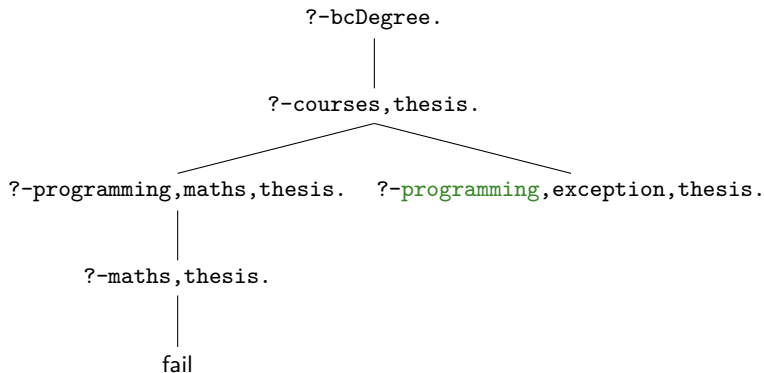 ?-bcDegree.
?-courses,thesis.
?-programming,maths,thesis.
?-programming,exception,thesis.
?-maths,thesis.
fail